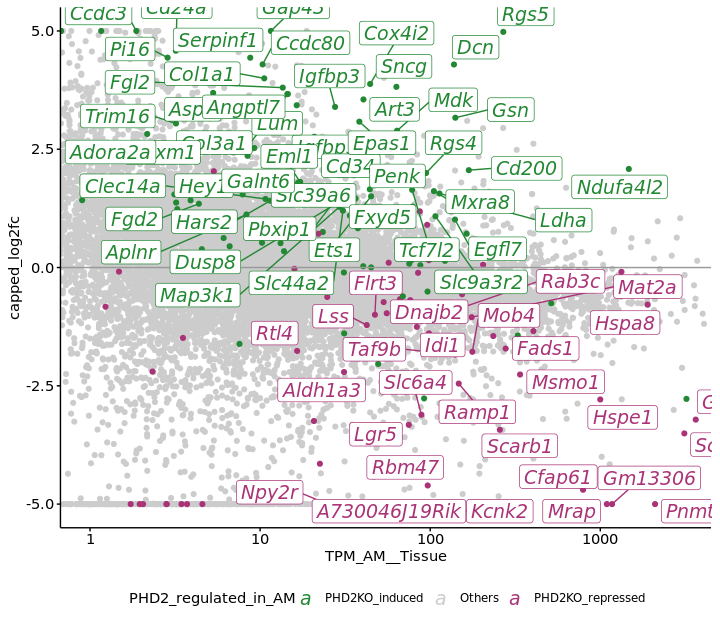 Ccdc3 Cd24a Gap43 Rgs5
5.0
Pi16 Serpinf1 Ccdc80 Cox4i2 Dcn
Fgl2 Col1a1 Igfbp3 Sncg
Trim16 Angptl7 Lum Art3 Mdk Gsn
2.5
Adora2a xm1 Col3a1 Eml1 Epas1 Rgs4
Cd34 Cd200
Clec14a Hey1 Galnt6 Slc39a6 Penk Ndufa4l2
Fgd2 Hars2 Pbxip1 Fxyd5 Mxra8 Ldha
Aplnr Dusp8 Ets1 Tcf7l2 Egfl7
0.0
Map3k1 Slc44a2 Flrt3 Slc9a3r2 Rab3c Mat2a
Rtl4 Lss Dnajb2 Mob4 Hspa8
Taf9b Idi1 Fads1
-2.5
Aldh1a3 Slc6a4 Msmo1
Lgr5 Ramp1 Hspe1
Rbm47 Scarb1
Npy2r Cfap61 Gm13306
-5.0
A730046J19Rik Kcnk2 Mrap Pnmt
1 10 100 1000
TPM_AM__Tissue
capped_log2fc
PHD2_regulated_in_AM a PHD2KO_induced a Others a PHD2KO_repressed